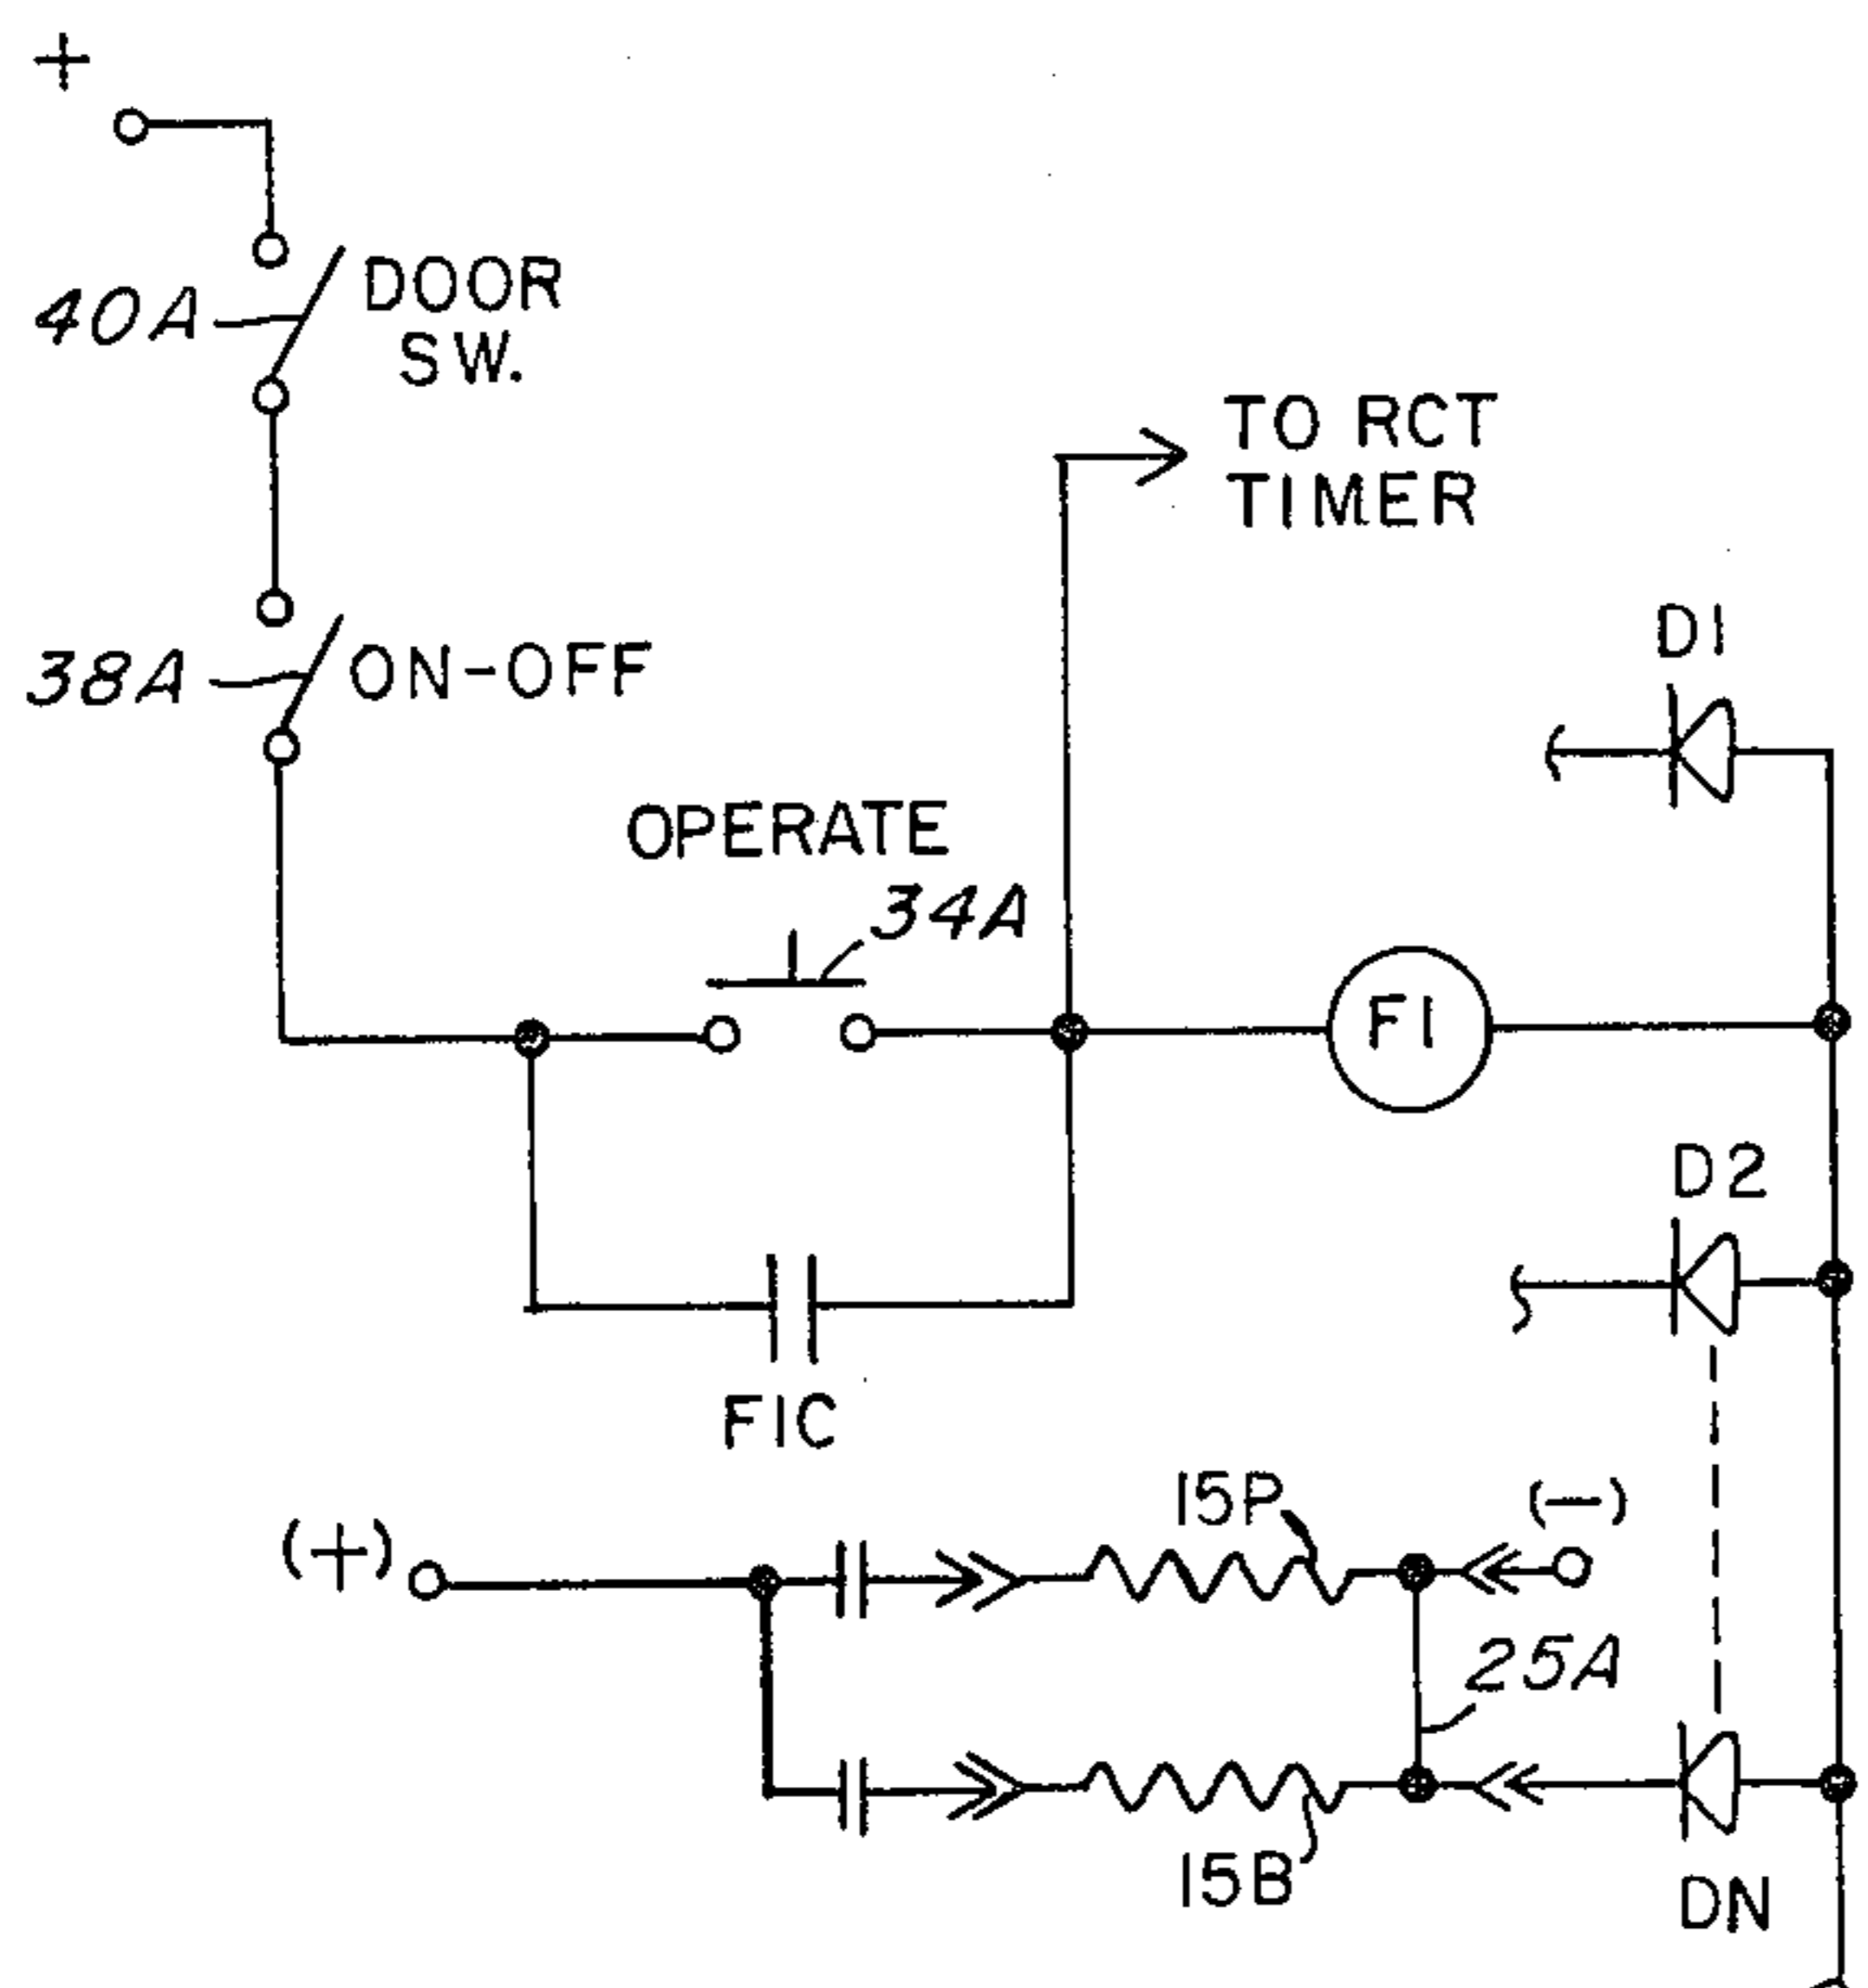 +
DOOR
SW.
40A
TO RCT
TIMER
D1
38A
ON-OFF
OPERATE
34A
F1
D2
F1C
15P
(-)
(+)
25A
15B
DN